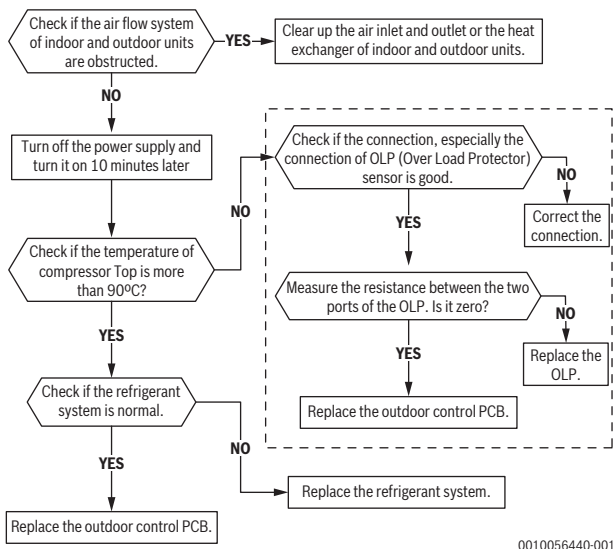 Check if the air flow system
of indoor and outdoor units
are obstructed.
YES
Clear up the air inlet and outlet or the heat
exchanger of indoor and outdoor units.
NO
Turn off the power supply and
turn it on 10 minutes later
NO
Check if the connection, especially the
connection of OLP (Over Load Protector)
sensor is good.
NO
Correct the
connection.
YES
Check if the temperature of
compressor Top is more
than 90ºC?
Measure the resistance between the two
ports of the OLP. Is it zero?
NO
Replace the
OLP.
YES
Replace the outdoor control PCB.
YES
Check if the refrigerant
system is normal.
NO
Replace the refrigerant system.
YES
Replace the outdoor control PCB.
0010056440-001